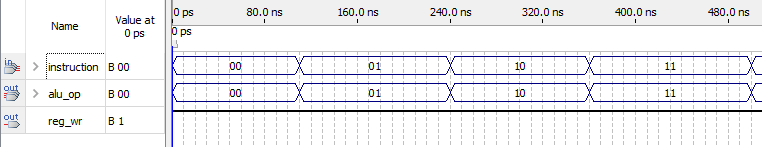 Name
Value at
0 ps
0 ps 80.0 ns 160.0 ns 240.0 ns 320.0 ns 400.0 ns 480.0 ns
0 ps
in instruction B 00 00 01 10 11
out alu_op B 00 00 01 10 11
out reg_wr B 1